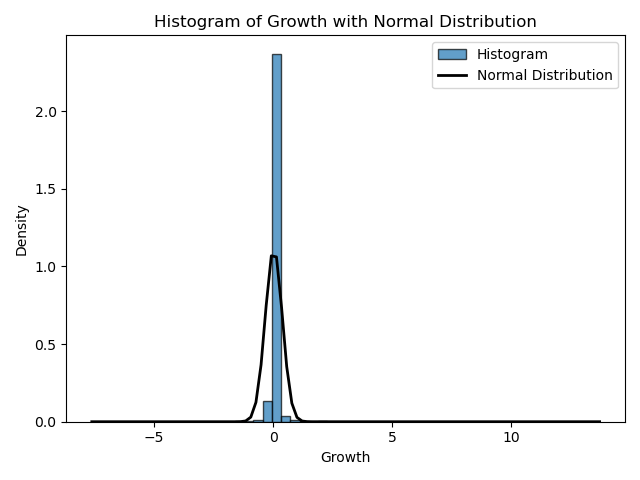 Histogram of Growth with Normal Distribution
Histogram
Normal Distribution
Density
2.0
1.5
1.0
0.5
0.0
−5
0
5
10
Growth